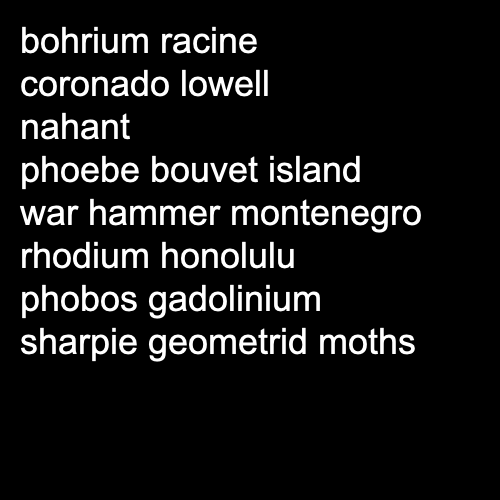 bohrium racine
coronado lowell
nahant
phoebe bouvet island
war hammer montenegro
rhodium honolulu
phobos gadolinium
sharpie geometrid moths